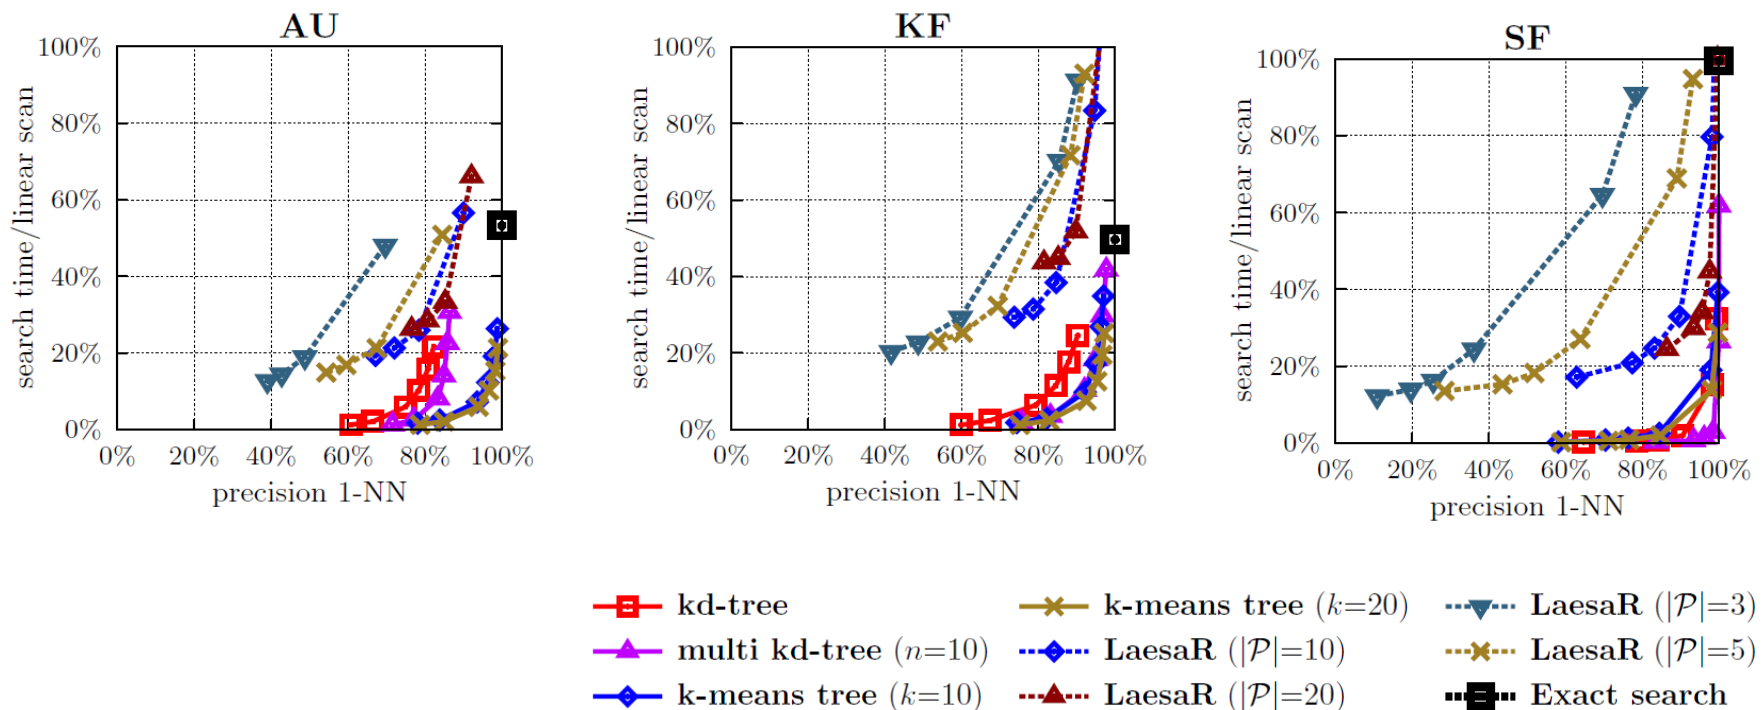 AU
100%
80%
60%
40%
20%
0%
0% 20% 40% 60% 80% 100%
search time/linear scan
precision 1-NN
KF
100%
80%
60%
40%
20%
0%
0% 20% 40% 60% 80% 100%
search time/linear scan
precision 1-NN
SF
100%
80%
60%
40%
20%
0%
0% 20% 40% 60% 80% 100%
search time/linear scan
precision 1-NN
kd-tree
multi kd-tree (n=10)
k-means tree (k=10)
k-means tree (k=20)
LaesaR (|𝒫|=10)
LaesaR (|𝒫|=20)
LaesaR (|𝒫|=3)
LaesaR (|𝒫|=5)
Exact search